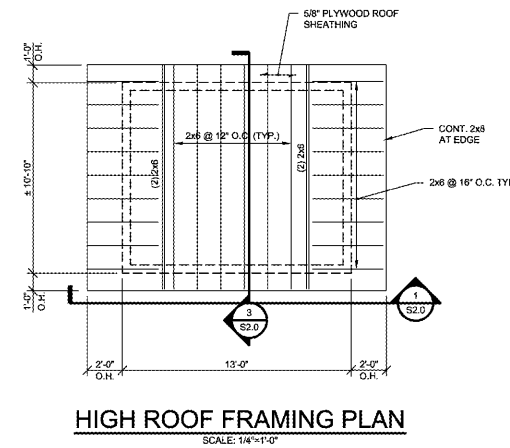 5/8" PLYWOOD ROOF
SHEATHING
1'-0"
O.H.
2x6 @ 12" O.C. (TYP.)
(2) 2x6
(2) 2x6
CONT. 2x6
AT EDGE
± 10'-10"
2x6 @ 16" O.C. TYP
1'-0"
O.H.
1
S2.0
3
S2.0
2'-0"
O.H.
13'-0"
2'-0"
O.H.
HIGH ROOF FRAMING PLAN
SCALE: 1/4"=1'-0"